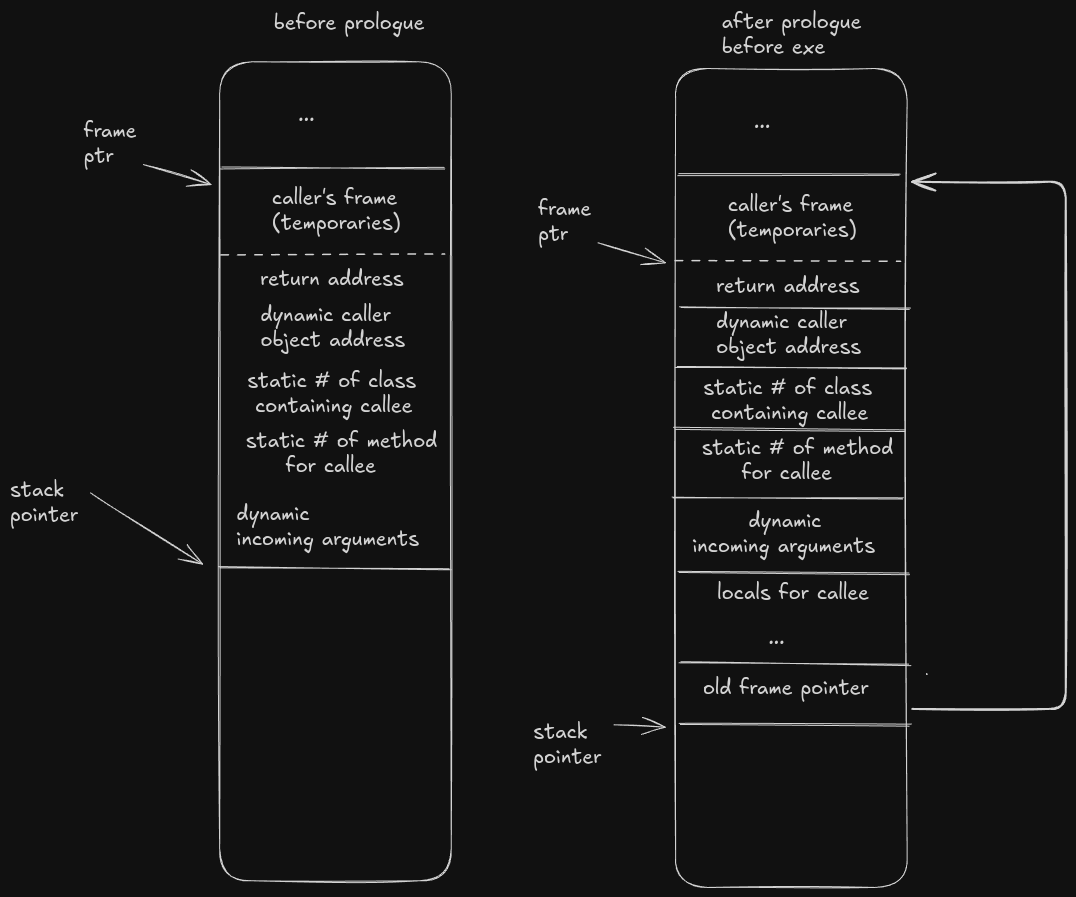 before prologue
...
frame
ptr
caller's frame
(temporaries)
return address
dynamic caller
object address
static # of class
containing callee
static # of method
for callee
stack
pointer
dynamic
incoming arguments
after prologue
before exe
...
frame
ptr
caller's frame
(temporaries)
return address
dynamic caller
object address
static # of class
containing callee
static # of method
for callee
dynamic
incoming arguments
locals for callee
...
old frame pointer
stack
pointer